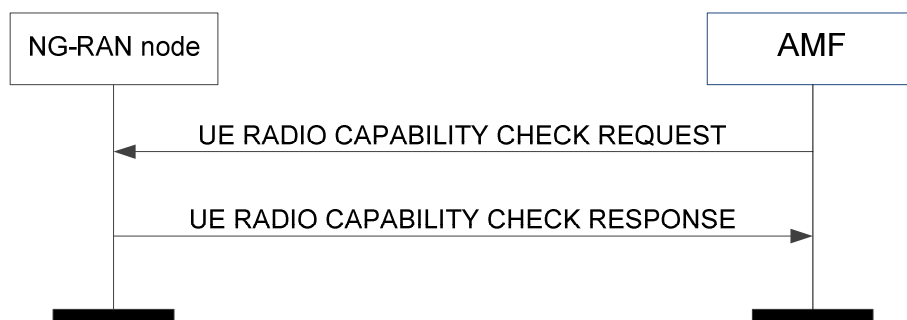 NG-RAN node
AMF
UE RADIO CAPABILITY CHECK REQUEST
UE RADIO CAPABILITY CHECK RESPONSE